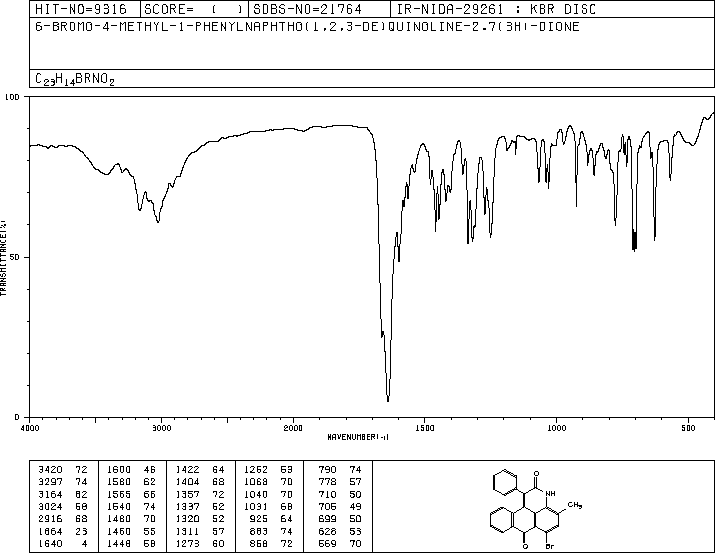 HIT-NO=9316 SCORE= ( ) SDBS-NO=21764 IR-NIDA-29261 : KBR DISC
6-BROMO-4-METHYL-1-PHENYLNAPHTHO(1,2,3-DE)QUINOLINE-2,7(3H)-DIONE
C23H14BRNO2
100
50
0
TRANSMITTANCE(%)
4000 3000 2000 1500 1000 500
WAVENUMBER(-1)
3420 72 1600 46 1422 64 1252 53 790 74
3297 74 1580 62 1404 68 1068 70 778 57
3164 62 1565 66 1357 72 1040 70 710 50
3024 58 1540 74 1337 52 1031 68 705 49
2916 68 1480 70 1320 52 925 64 699 50
1664 23 1460 55 1311 57 883 74 628 53
1640 4 1448 58 1273 60 858 72 569 70
O
NH
CH3
O
Br